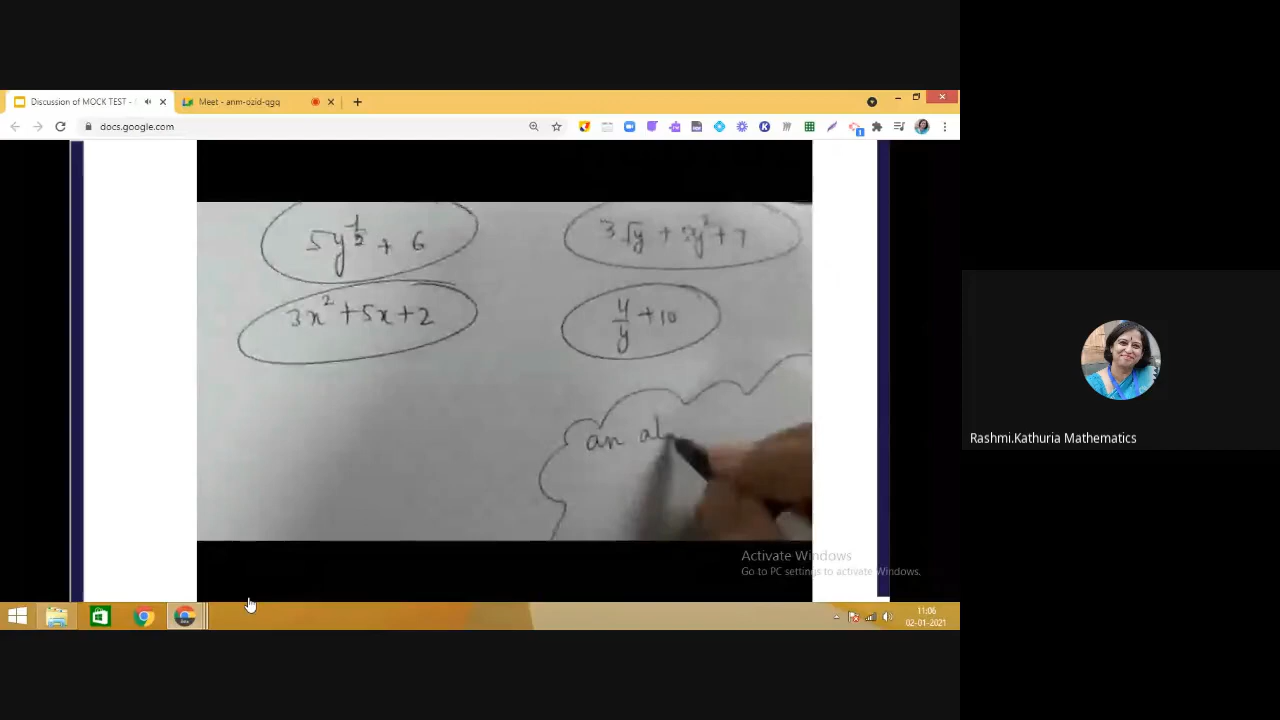 Discussion of MOCK TEST -
Meet - anm-ozid-qgq
docs.google.com
5y^½ + 6
3√y + 5y² + 7
3x² + 5x + 2
4/y + 10
an al
Rashmi.Kathuria Mathematics
Activate Windows
Go to PC settings to activate Windows.
11:06
02-01-2021